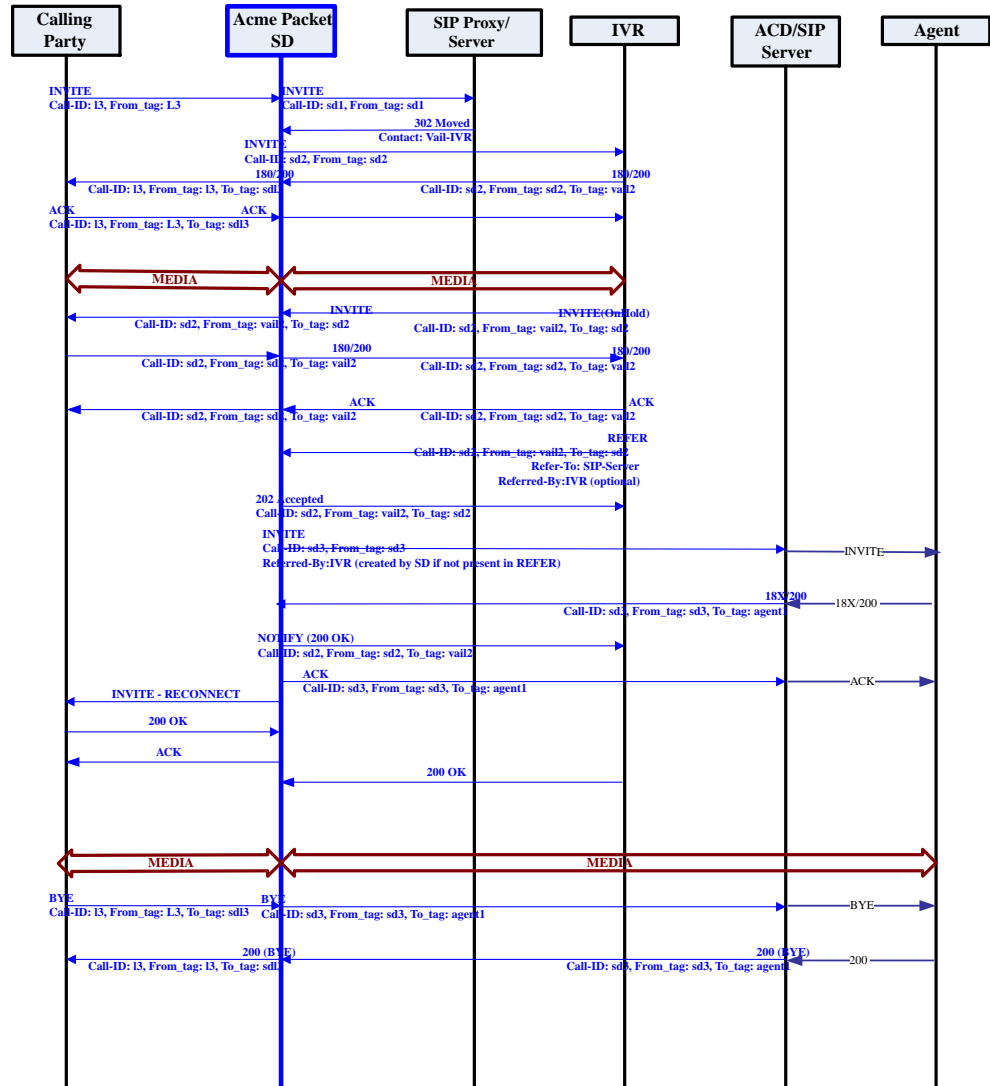 Calling
Party
Acme Packet
SD
SIP Proxy/
Server
IVR
ACD/SIP
Server
Agent
INVITE
Call-ID: l3, From_tag: L3
INVITE
Call-ID: sd1, From_tag: sd1
302 Moved
Contact: Vail-IVR
INVITE
Call-ID: sd2, From_tag: sd2
180/200
Call-ID: l3, From_tag: l3, To_tag: sdl3
180/200
Call-ID: sd2, From_tag: sd2, To_tag: vail2
ACK
ACK
Call-ID: l3, From_tag: L3, To_tag: sdl3
MEDIA
MEDIA
INVITE
Call-ID: sd2, From_tag: vail2, To_tag: sd2
INVITE(OnHold)
Call-ID: sd2, From_tag: vail2, To_tag: sd2
180/200
Call-ID: sd2, From_tag: sd2, To_tag: vail2
180/200
Call-ID: sd2, From_tag: sd2, To_tag: vail2
ACK
Call-ID: sd2, From_tag: sd2, To_tag: vail2
ACK
Call-ID: sd2, From_tag: sd2, To_tag: vail2
REFER
Call-ID: sd2, From_tag: vail2, To_tag: sd2
Refer-To: SIP-Server
Referred-By:IVR (optional)
202 Accepted
Call-ID: sd2, From_tag: vail2, To_tag: sd2
INVITE
Call-ID: sd3, From_tag: sd3
Referred-By:IVR (created by SD if not present in REFER)
INVITE
18X/200
Call-ID: sd3, From_tag: sd3, To_tag: agent1
18X/200
NOTIFY (200 OK)
Call-ID: sd2, From_tag: sd2, To_tag: vail2
ACK
Call-ID: sd3, From_tag: sd3, To_tag: agent1
ACK
INVITE - RECONNECT
200 OK
ACK
200 OK
MEDIA
MEDIA
BYE
Call-ID: l3, From_tag: L3, To_tag: sdl3
BYE
Call-ID: sd3, From_tag: sd3, To_tag: agent1
BYE
200 (BYE)
Call-ID: l3, From_tag: l3, To_tag: sdl3
200 (BYE)
Call-ID: sd3, From_tag: sd3, To_tag: agent1
200